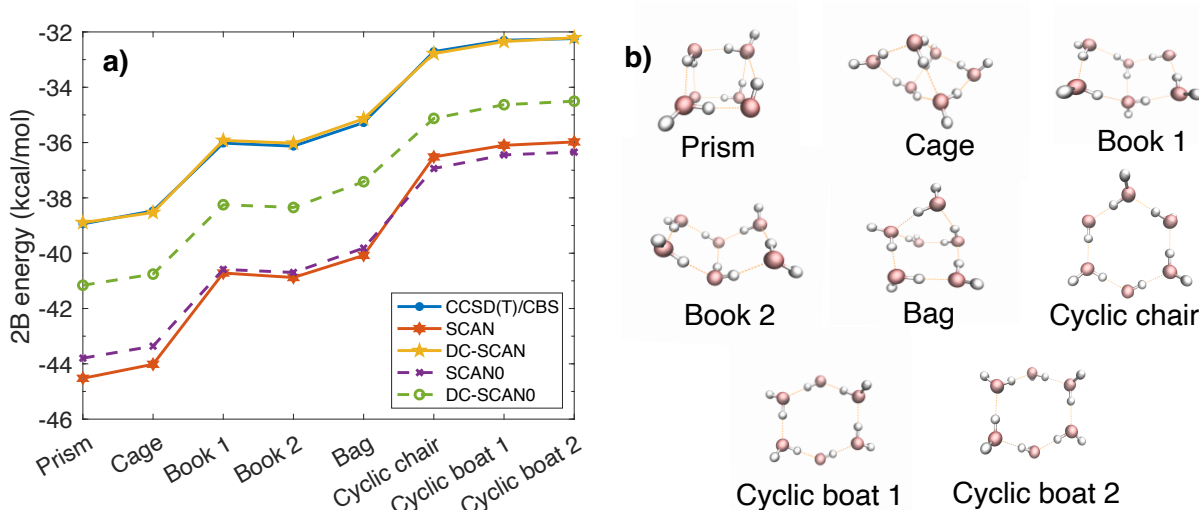 a)
2B energy (kcal/mol)
-32
-34
-36
-38
-40
-42
-44
-46
CCSD(T)/CBS
SCAN
DC-SCAN
SCAN0
DC-SCAN0
Prism
Cage
Book 1
Book 2
Bag
Cyclic chair
Cyclic boat 1
Cyclic boat 2
b)
Prism
Cage
Book 1
Book 2
Bag
Cyclic chair
Cyclic boat 1
Cyclic boat 2